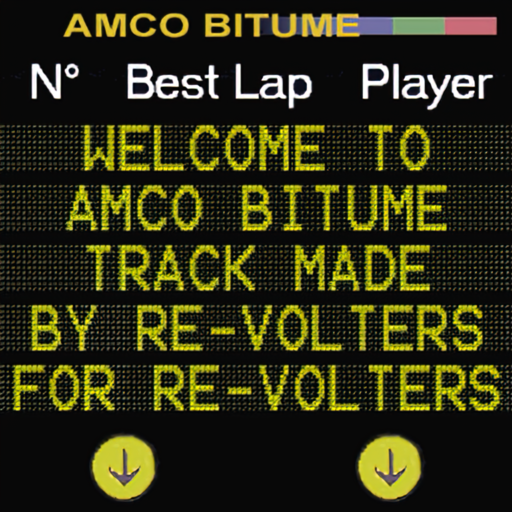 AMCO BITUME
N° Best Lap Player
WELCOME TO
AMCO BITUME
TRACK MADE
BY RE-VOLTERS
FOR RE-VOLTERS